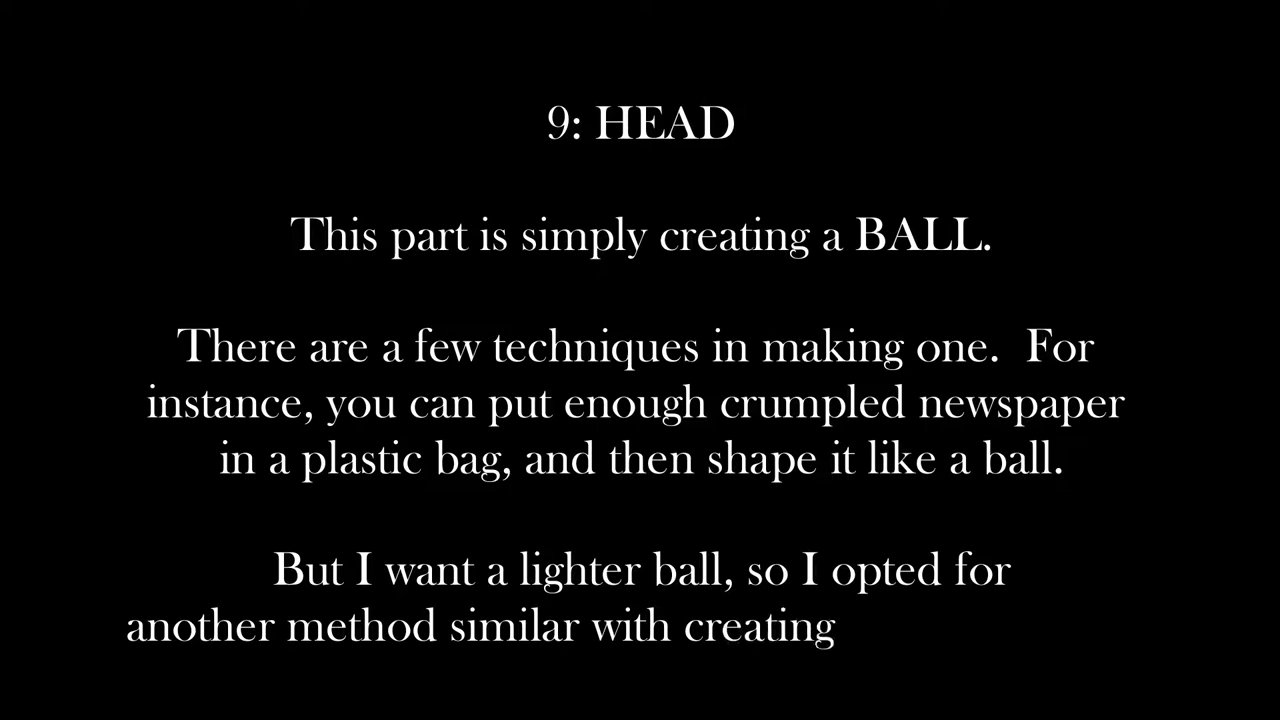 9: HEAD
This part is simply creating a BALL.
There are a few techniques in making one.  For
instance, you can put enough crumpled newspaper
in a plastic bag, and then shape it like a ball.
But I want a lighter ball, so I opted for
another method similar with creating